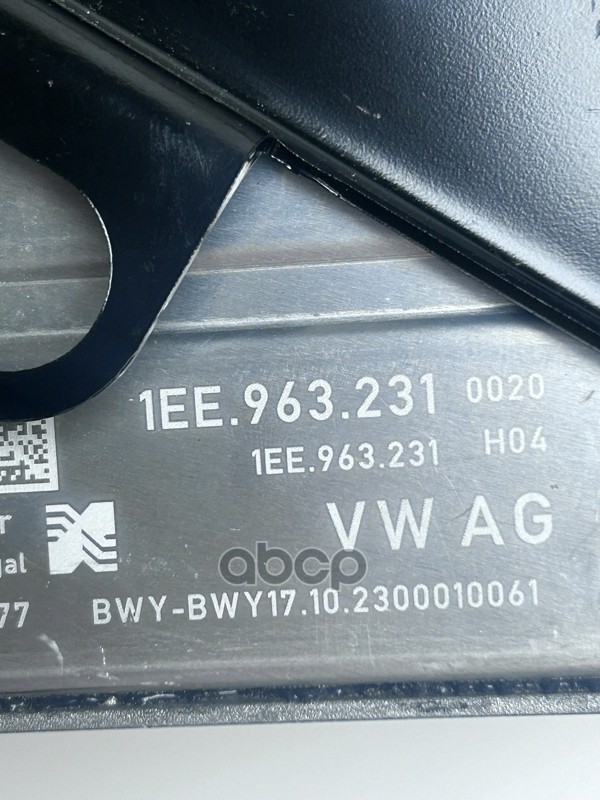 1EE.963.231 0020
1EE.963.231 H04
VW AG
abcp
77 BWY-BWY17.10.2300010061